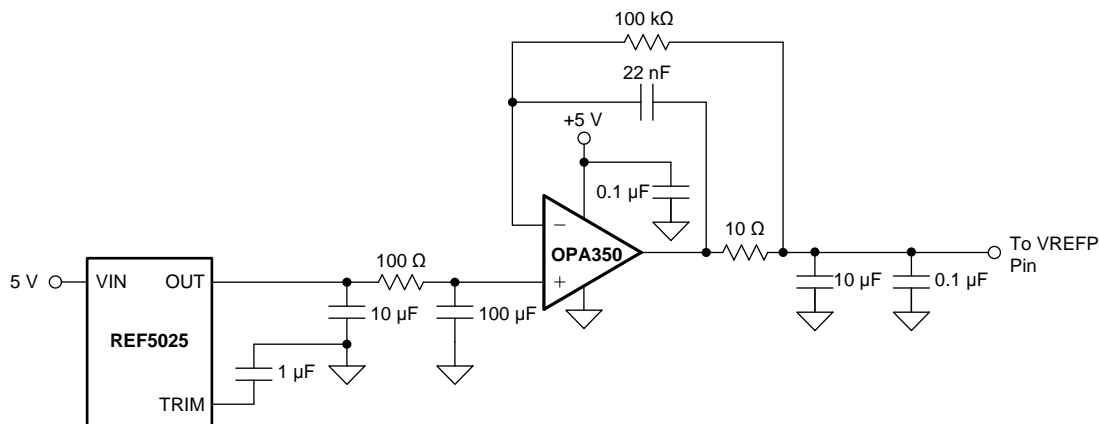 100 kΩ
22 nF
+5 V
0.1 µF
10 Ω
OPA350
−
+
To VREFP
Pin
100 Ω
5 V
VIN
OUT
10 µF
100 µF
10 µF
0.1 µF
REF5025
1 µF
TRIM